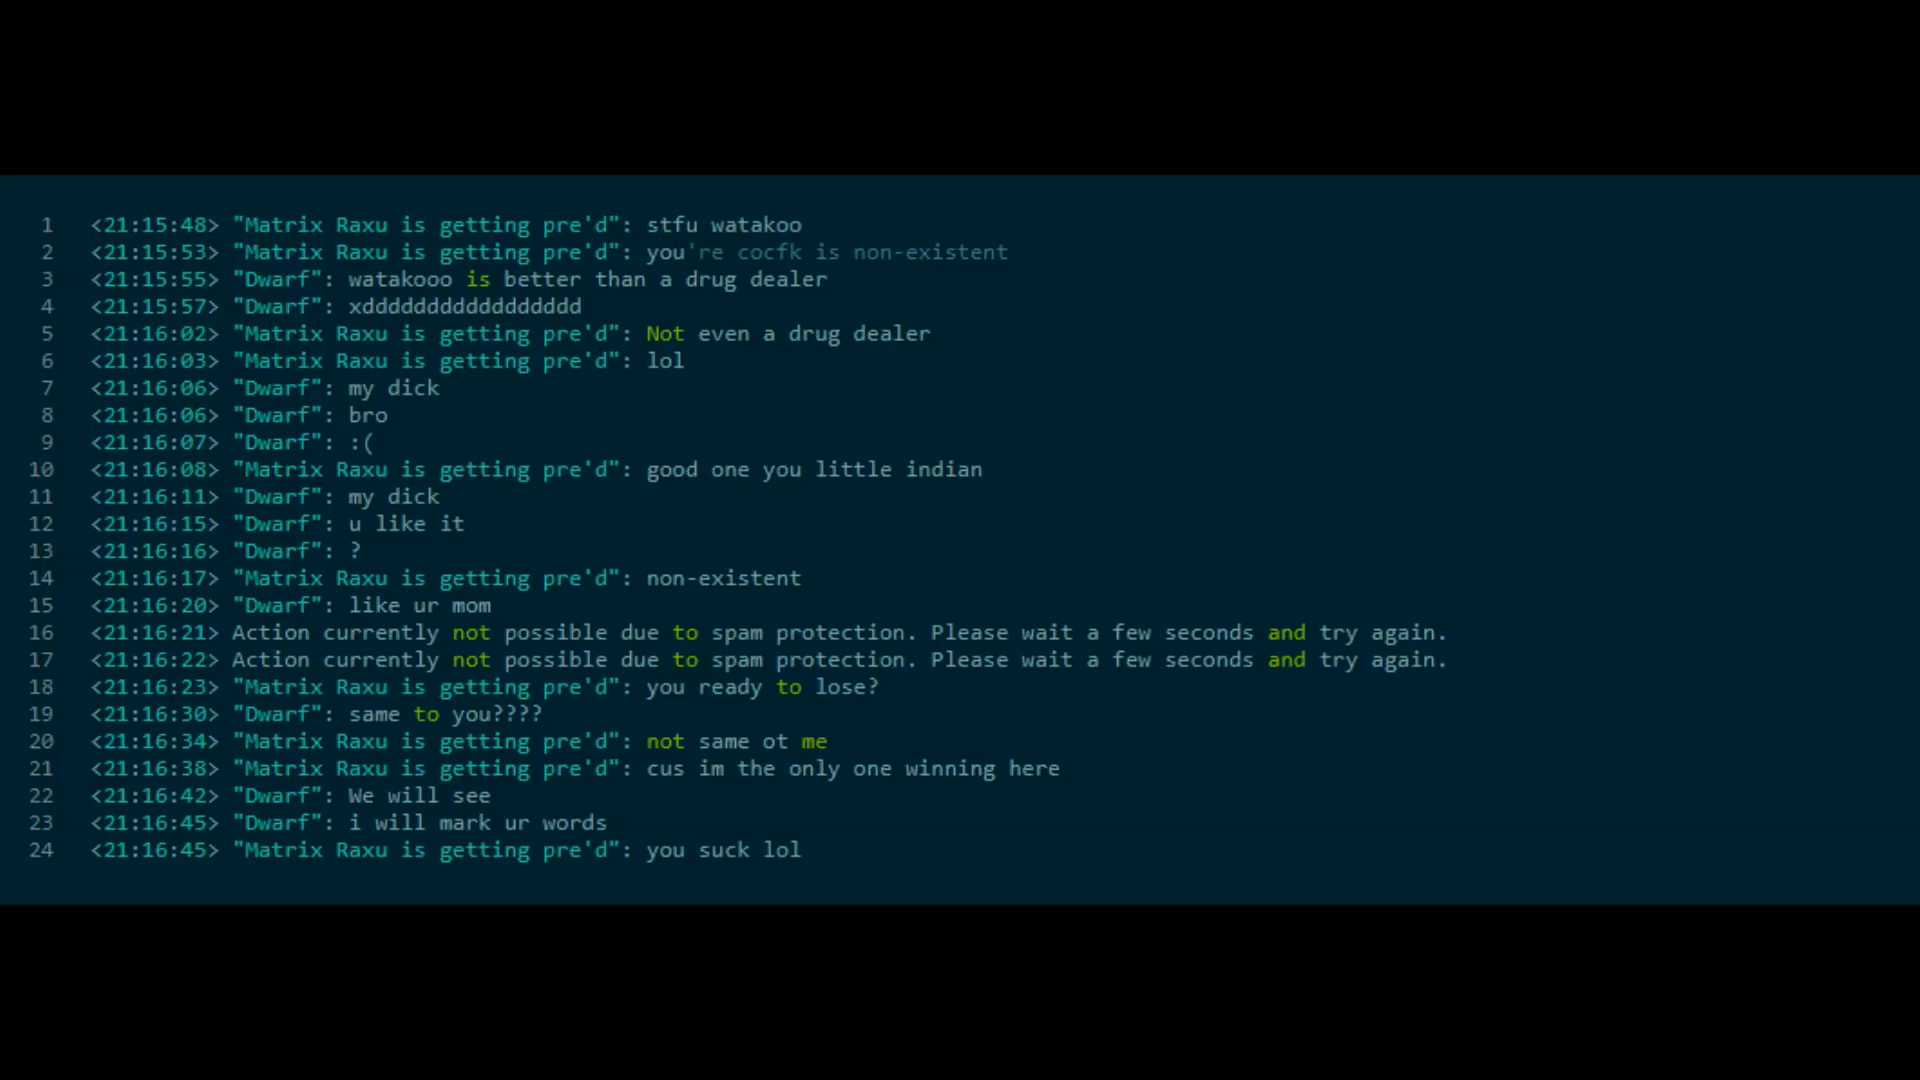 1 <21:15:48> "Matrix Raxu is getting pre'd": stfu watakoo
2 <21:15:53> "Matrix Raxu is getting pre'd": you're cocfk is non-existent
3 <21:15:55> "Dwarf": watakooo is better than a drug dealer
4 <21:15:57> "Dwarf": xddddddddddddddddd
5 <21:16:02> "Matrix Raxu is getting pre'd": Not even a drug dealer
6 <21:16:03> "Matrix Raxu is getting pre'd": lol
7 <21:16:06> "Dwarf": my dick
8 <21:16:06> "Dwarf": bro
9 <21:16:07> "Dwarf": :(
10 <21:16:08> "Matrix Raxu is getting pre'd": good one you little indian
11 <21:16:11> "Dwarf": my dick
12 <21:16:15> "Dwarf": u like it
13 <21:16:16> "Dwarf": ?
14 <21:16:17> "Matrix Raxu is getting pre'd": non-existent
15 <21:16:20> "Dwarf": like ur mom
16 <21:16:21> Action currently not possible due to spam protection. Please wait a few seconds and try again.
17 <21:16:22> Action currently not possible due to spam protection. Please wait a few seconds and try again.
18 <21:16:23> "Matrix Raxu is getting pre'd": you ready to lose?
19 <21:16:30> "Dwarf": same to you????
20 <21:16:34> "Matrix Raxu is getting pre'd": not same ot me
21 <21:16:38> "Matrix Raxu is getting pre'd": cus im the only one winning here
22 <21:16:42> "Dwarf": We will see
23 <21:16:45> "Dwarf": i will mark ur words
24 <21:16:45> "Matrix Raxu is getting pre'd": you suck lol